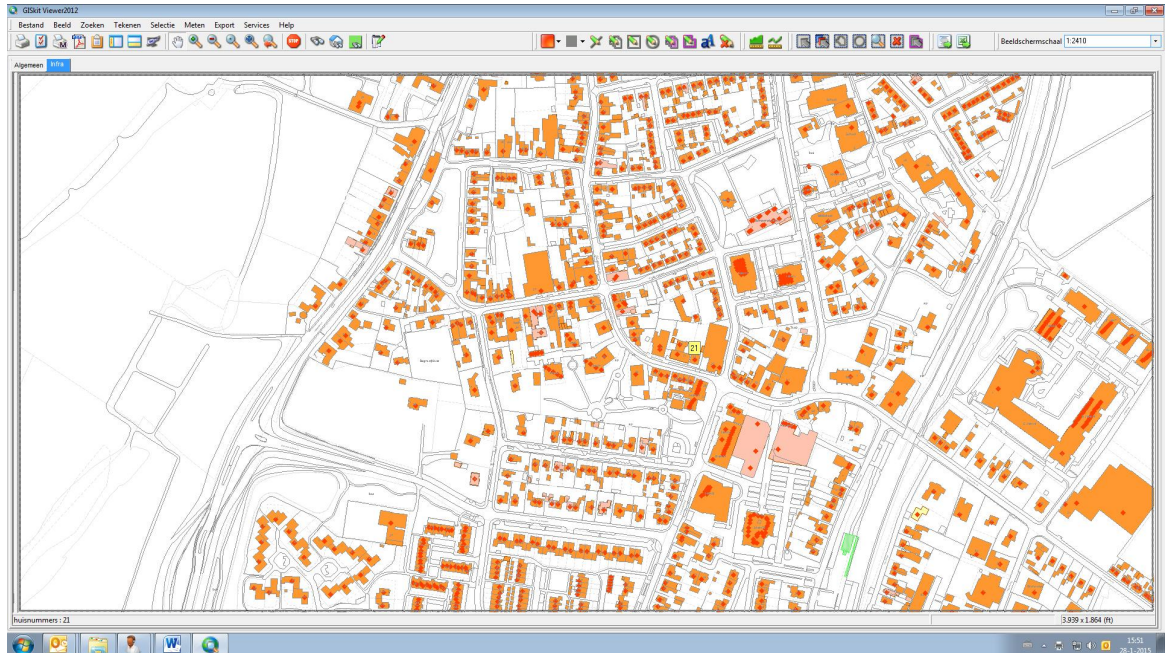 GISkit Viewer2012
Bestand Beeld Zoeken Tekenen Selectie Meten Export Services Help
STOP
Beeldschermschaal 1:2410
Algemeen Infra
21
huisnummers : 21
3.939 x 1.864 (ft)
15:51
28-1-2015